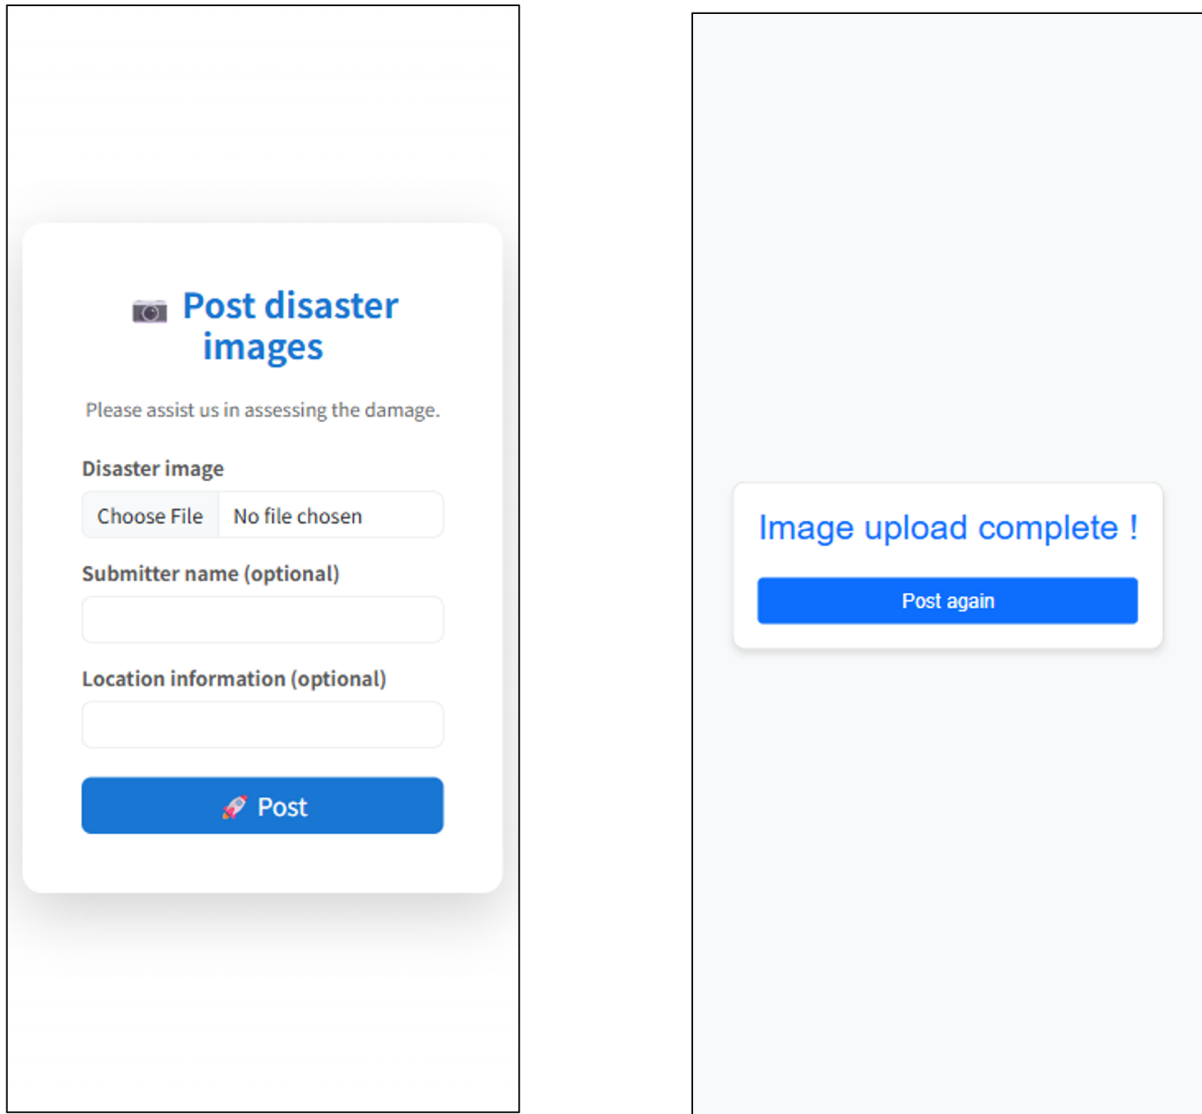 📷 Post disaster
images
Please assist us in assessing the damage.
Disaster image
Choose File No file chosen
Submitter name (optional)
Location information (optional)
🚀 Post
Image upload complete !
Post again